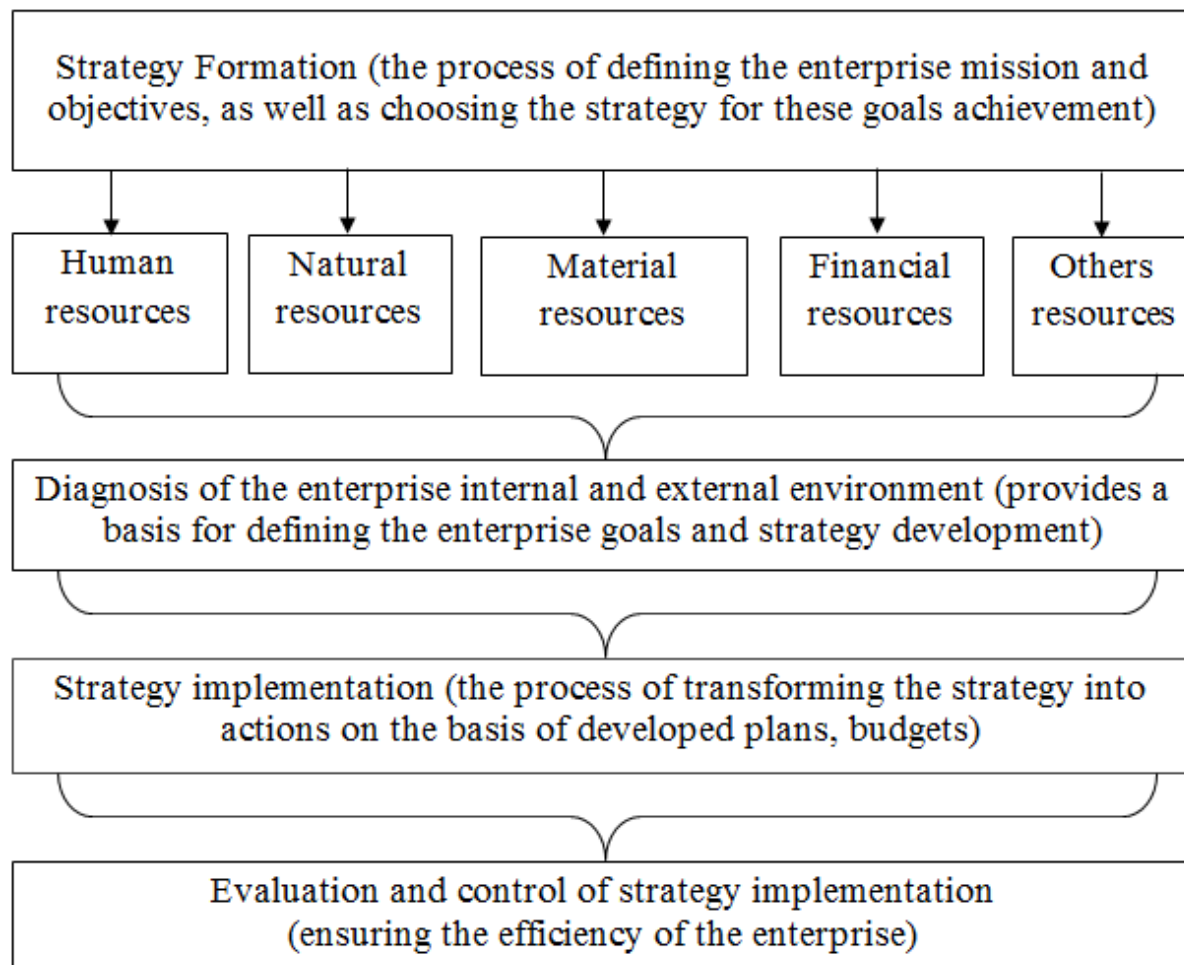 Strategy Formation (the process of defining the enterprise mission and
objectives, as well as choosing the strategy for these goals achievement)
Human
resources
Natural
resources
Material
resources
Financial
resources
Others
resources
Diagnosis of the enterprise internal and external environment (provides a
basis for defining the enterprise goals and strategy development)
Strategy implementation (the process of transforming the strategy into
actions on the basis of developed plans, budgets)
Evaluation and control of strategy implementation
(ensuring the efficiency of the enterprise)